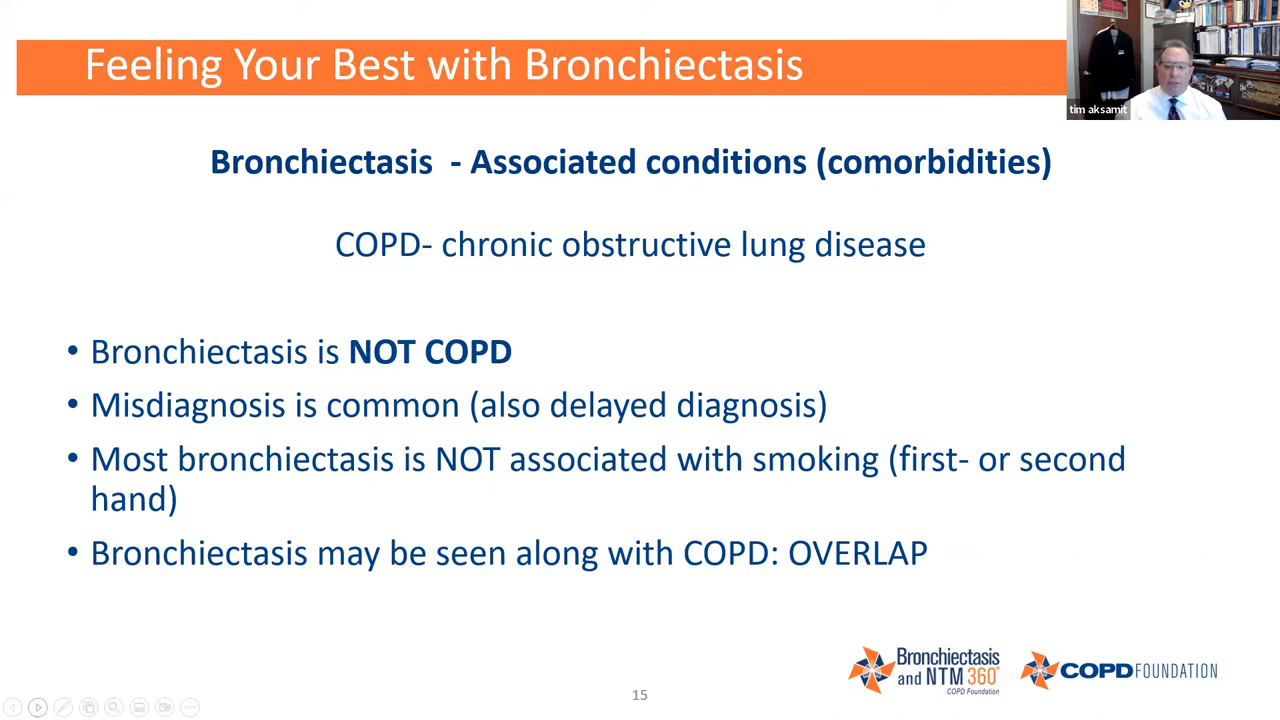 Feeling Your Best with Bronchiectasis
tim aksamit
Bronchiectasis - Associated conditions (comorbidities)
COPD- chronic obstructive lung disease
• Bronchiectasis is NOT COPD
• Misdiagnosis is common (also delayed diagnosis)
• Most bronchiectasis is NOT associated with smoking (first- or second
hand)
• Bronchiectasis may be seen along with COPD: OVERLAP
Bronchiectasis
and NTM 360°
COPD Foundation
COPD FOUNDATION
15